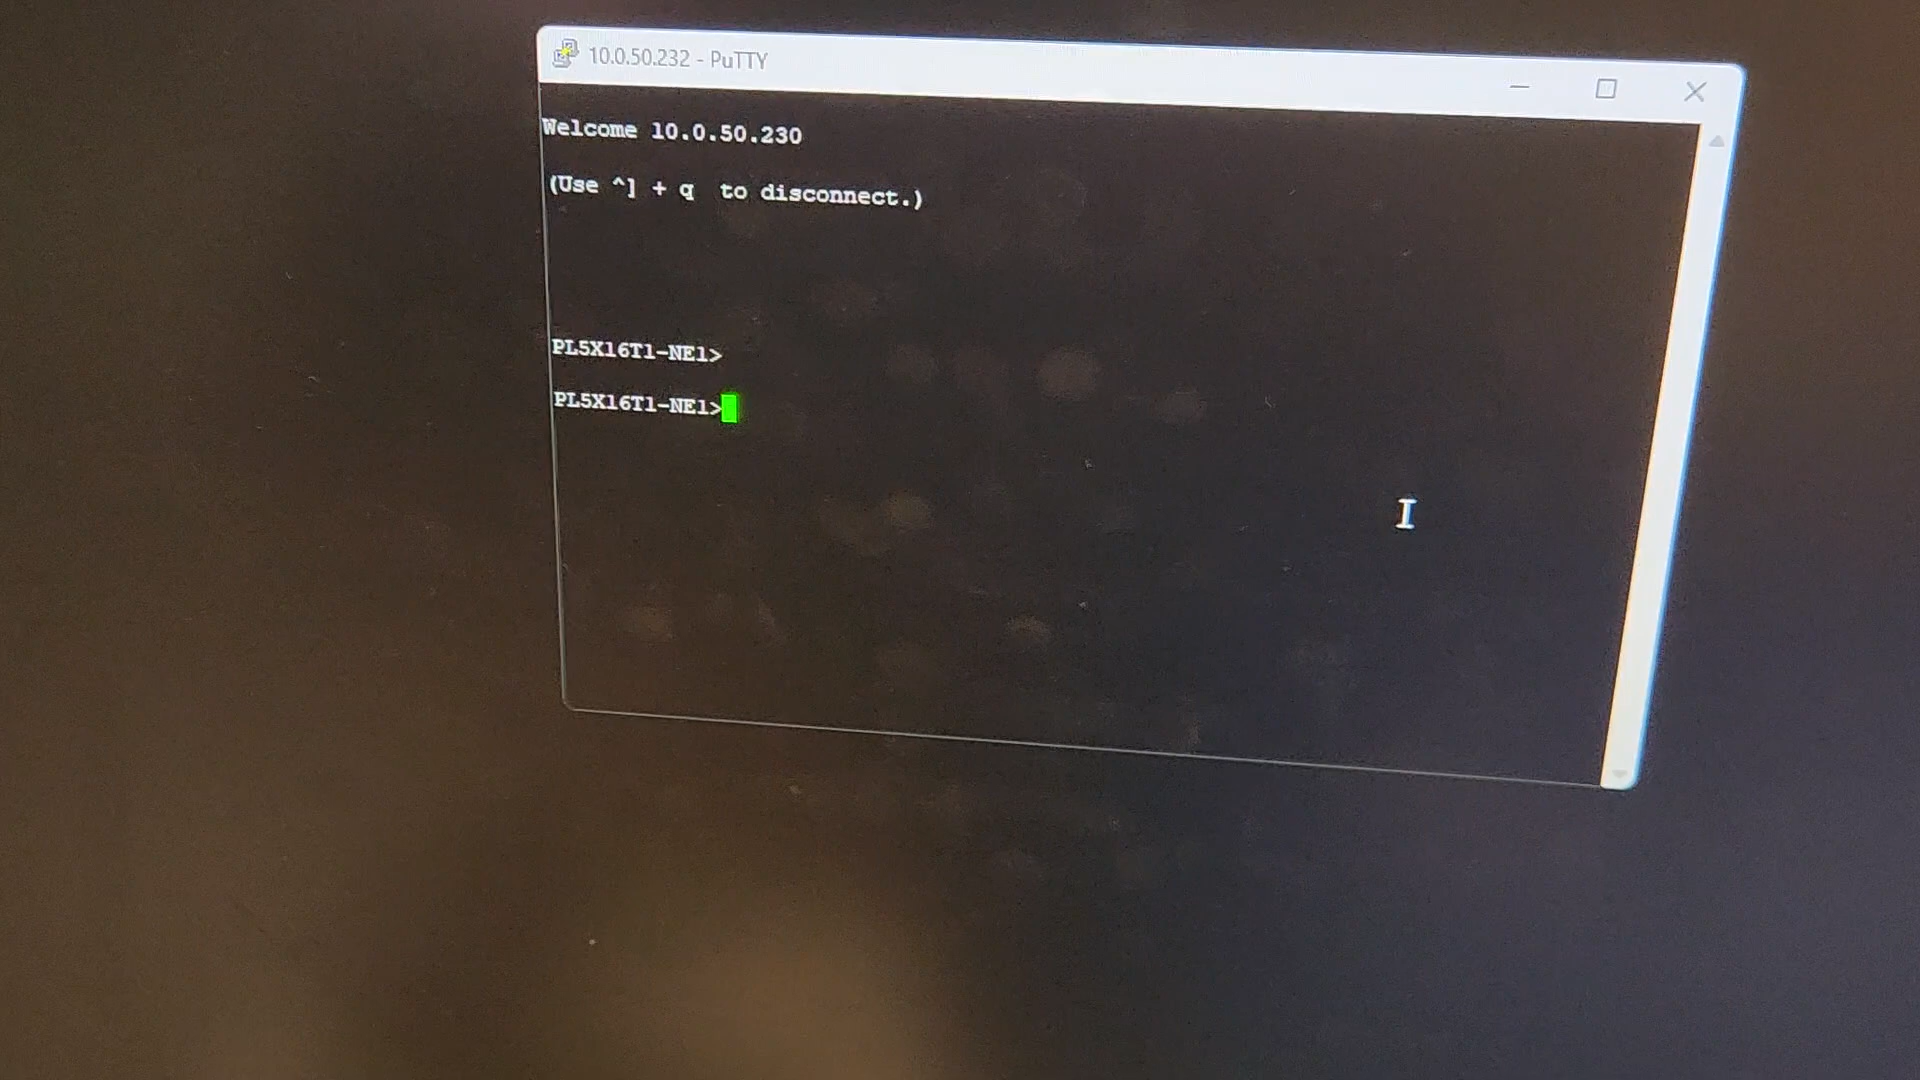 10.0.50.232 - PuTTY
Welcome 10.0.50.230
(Use ^] + q  to disconnect.)
PL5X16T1-NE1>
PL5X16T1-NE1>